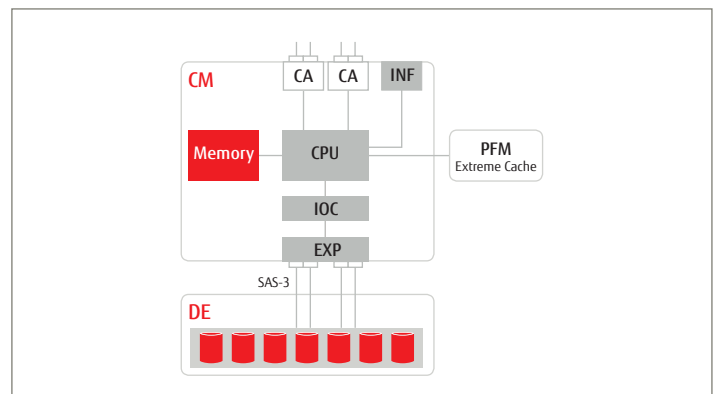 CM
CA
CA
INF
Memory
CPU
PFM
Extreme Cache
IOC
EXP
SAS-3
DE